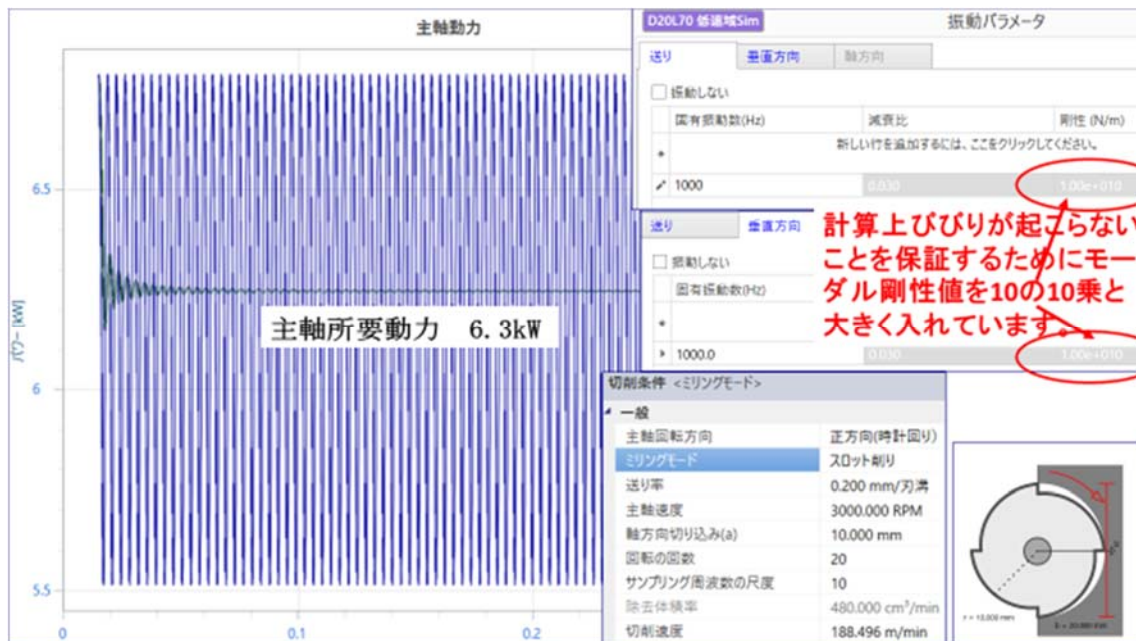 主軸動力
パワー [kW]
6.5
6
5.5
0
0.1
0.2
主軸所要動力 6.3kW
D20L70 低速域Sim
振動パラメータ
送り
垂直方向
軸方向
振動しない
固有振動数(Hz)
減衰比
剛性 (N/m)
新しい行を追加するには、ここをクリックしてください。
1000
0.030
1.00e+010
送り
垂直方向
振動しない
固有振動数(Hz)
1000.0
0.030
1.00e+010
計算上びびりが起こらない
ことを保証するためにモー
ダル剛性値を10の10乗と
大きく入れています。
切削条件 <ミリングモード>
一般
主軸回転方向 正方向(時計回り)
ミリングモード スロット削り
送り率 0.200 mm/刃溝
主軸速度 3000.000 RPM
軸方向切り込み(a) 10.000 mm
回転の回数 20
サンプリング周波数の尺度 10
除去体積率 480.000 cm³/min
切削速度 188.496 m/min
r = 10.000 mm